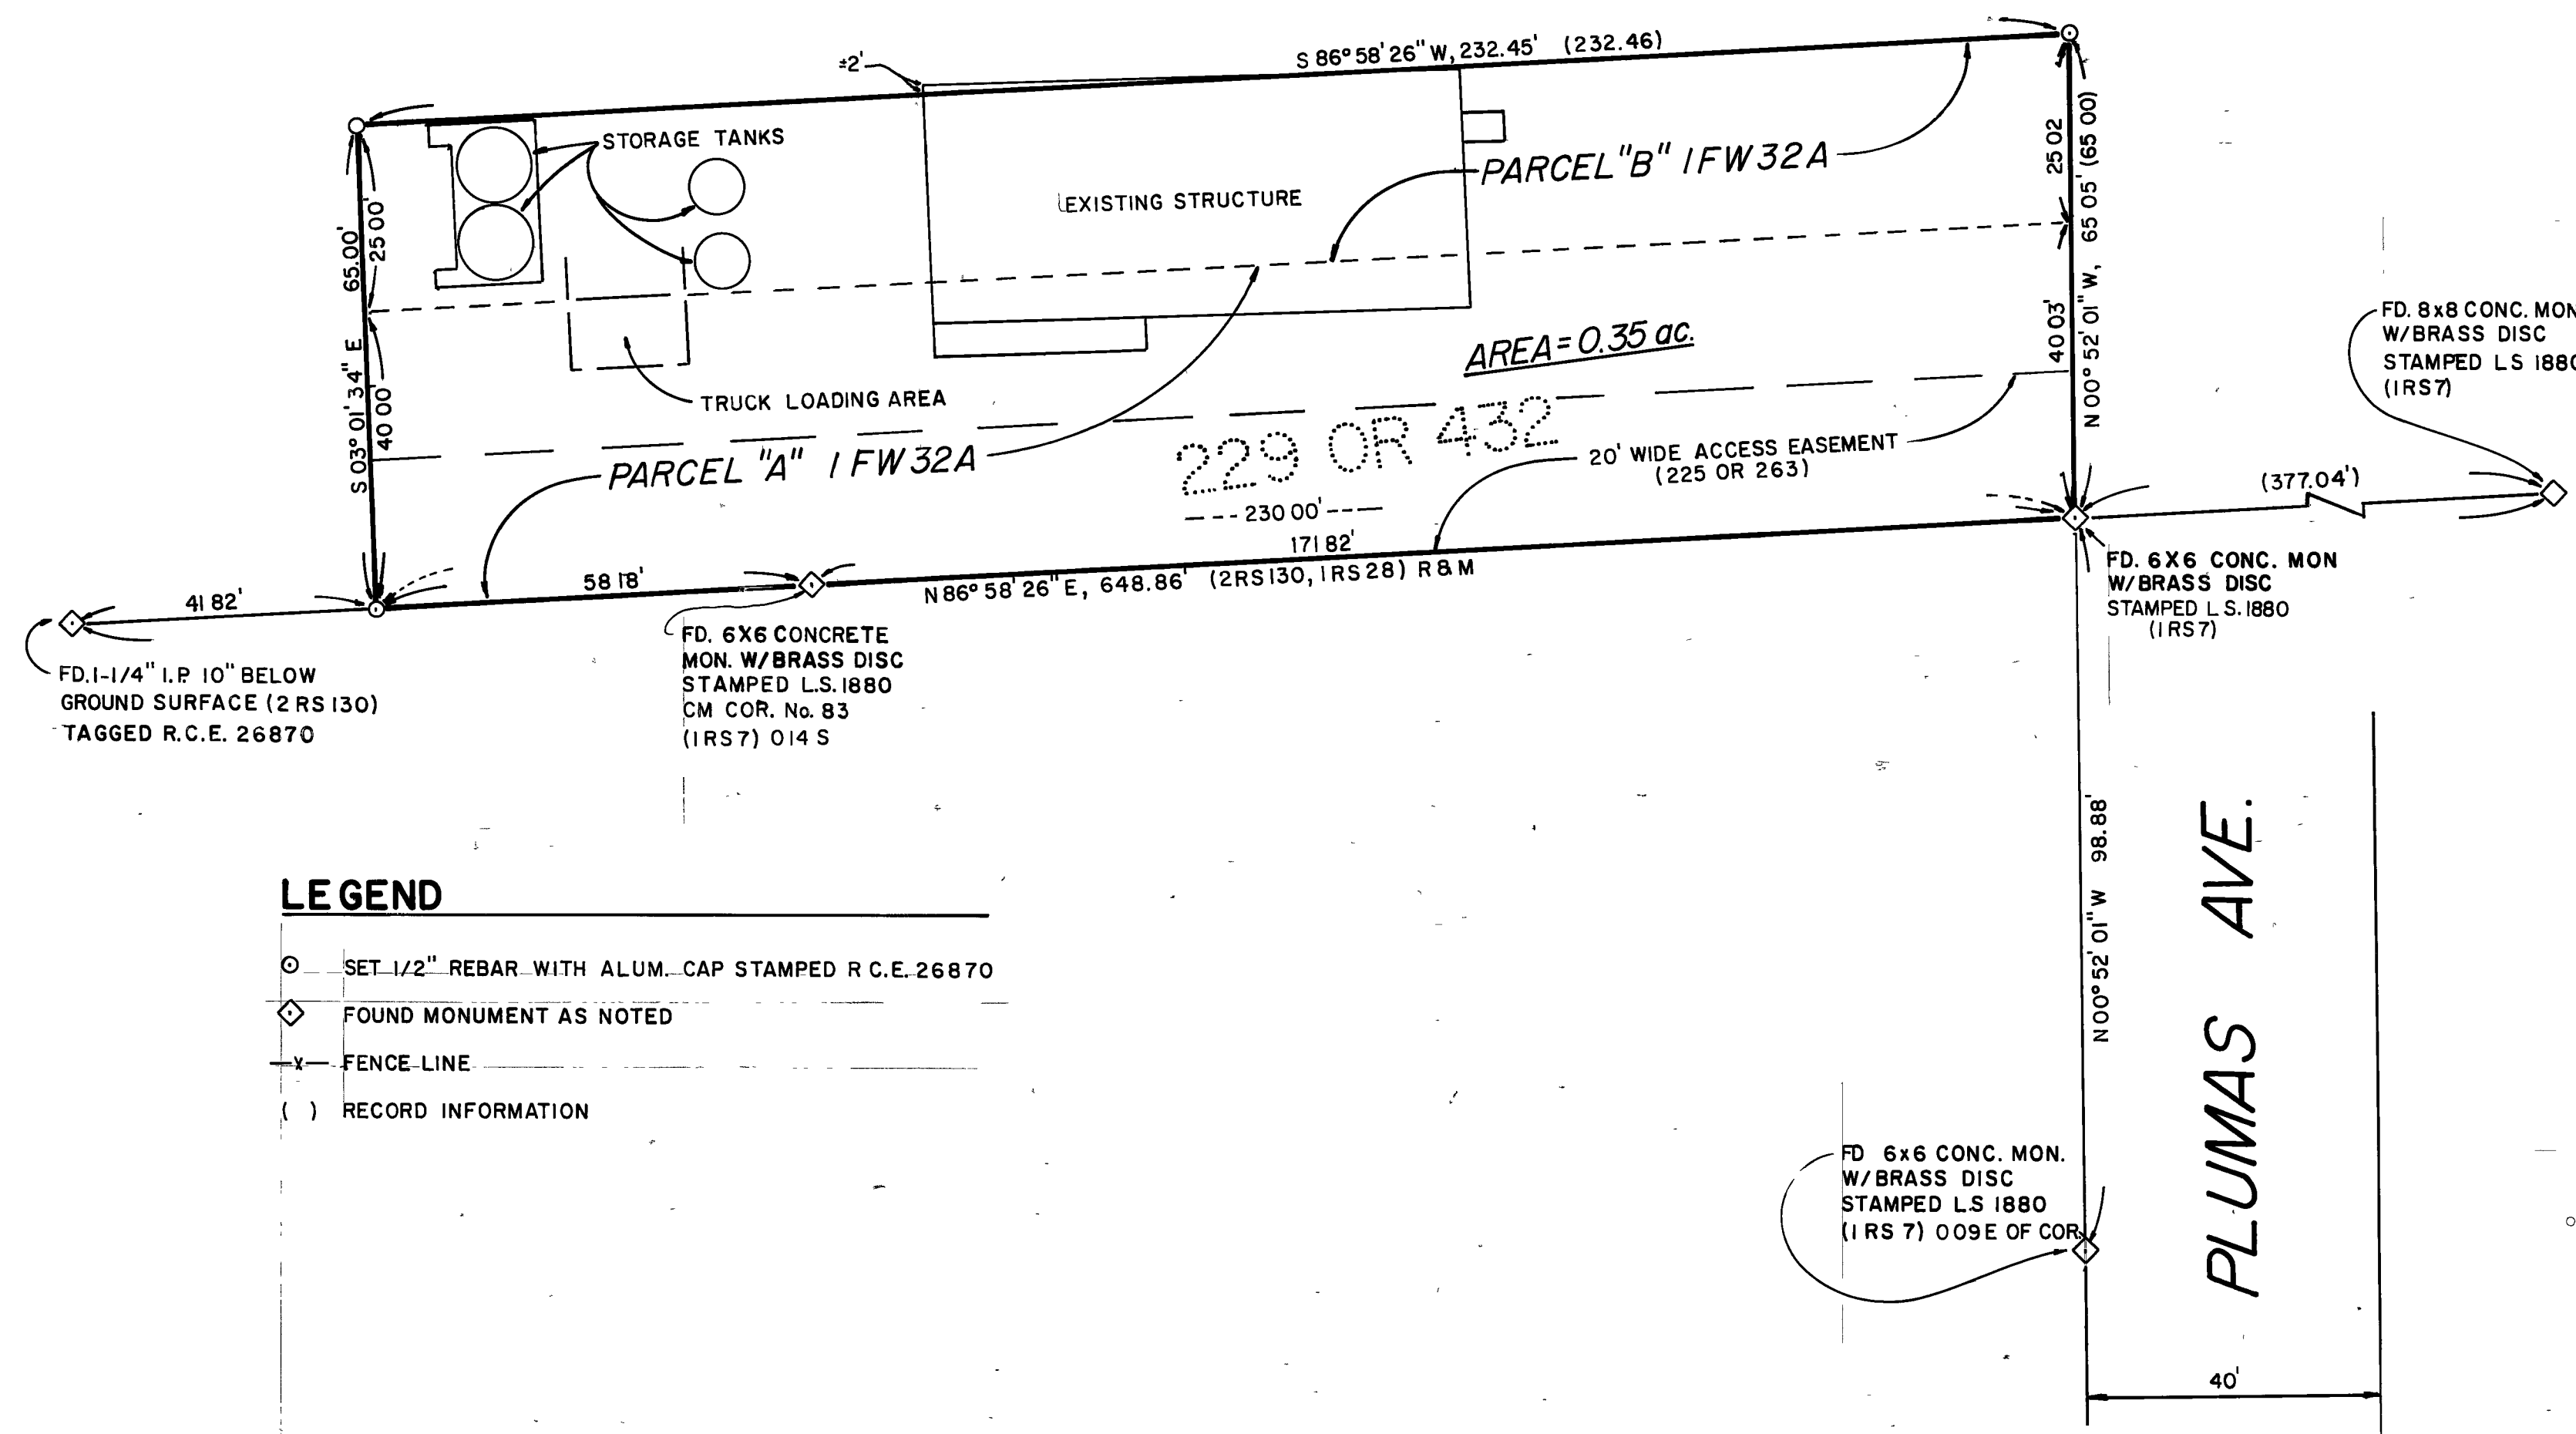 S 86° 58' 26" W, 232.45' (232.46)
±2'
STORAGE TANKS
EXISTING STRUCTURE
PARCEL "B" 1 FW 32A
25 02
40 03'
N 00° 52' 01" W, 65 05' (65 00)
S 03° 01' 34" E 65.00'
25 00'
40 00'
TRUCK LOADING AREA
AREA = 0.35 ac.
PARCEL "A" 1 FW 32A
229 OR 432
20' WIDE ACCESS EASEMENT
(225 OR 263)
--- 230 00' ---
171 82'
58 18'
41 82'
N 86° 58' 26" E, 648.86' (2RS130, 1RS28) R & M
(377.04')
FD. 8x8 CONC. MON
W/BRASS DISC
STAMPED LS 1880
(1RS7)
FD. 6X6 CONC. MON
W/BRASS DISC
STAMPED L S. 1880
(1RS7)
FD. 1-1/4" I.P. 10" BELOW
GROUND SURFACE (2 RS 130)
TAGGED R.C.E. 26870
FD. 6X6 CONCRETE
MON. W/BRASS DISC
STAMPED L.S. 1880
CM COR. No. 83
(1RS7) 014 S
LEGEND
SET 1/2" REBAR WITH ALUM. CAP STAMPED R C.E. 26870
FOUND MONUMENT AS NOTED
—x— FENCE LINE
( ) RECORD INFORMATION
N 00° 52' 01" W 98.88'
PLUMAS AVE.
FD 6x6 CONC. MON.
W/BRASS DISC
STAMPED L.S 1880
(1 RS 7) 009 E OF COR.
40'